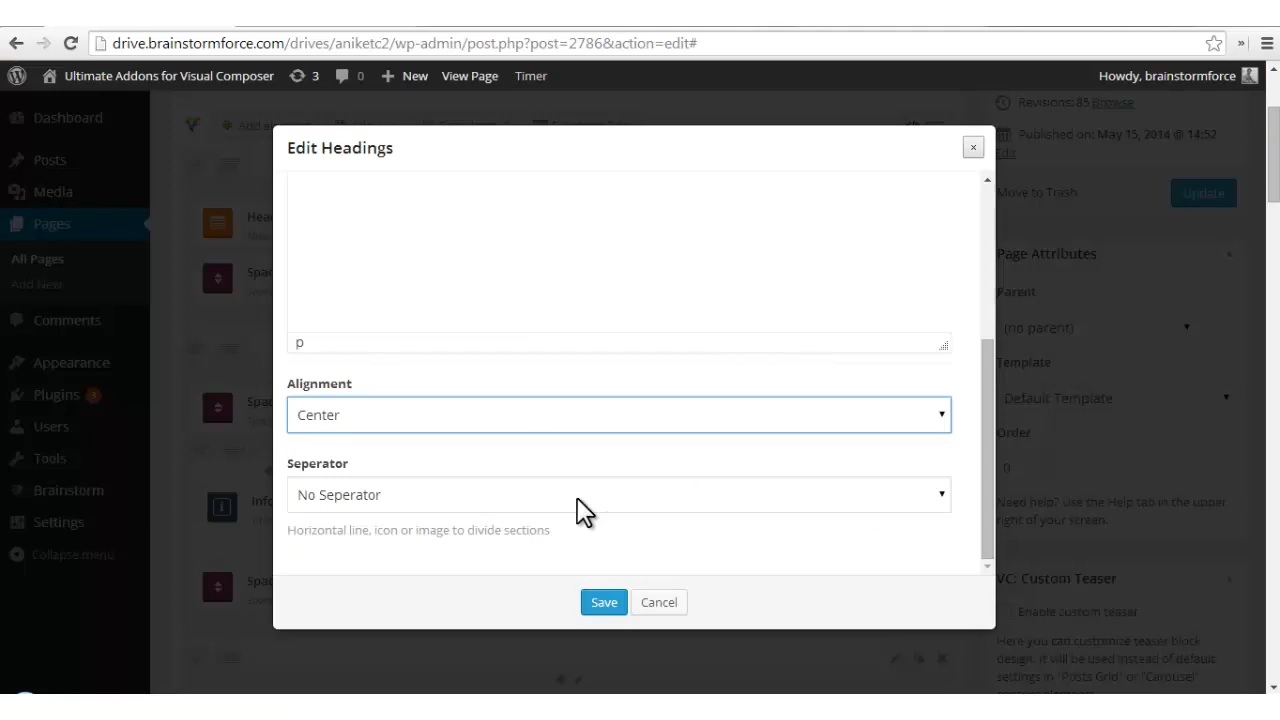 drive.brainstormforce.com/drives/aniketc2/wp-admin/post.php?post=2786&action=edit#
Ultimate Addons for Visual Composer 3 0 New View Page Timer
Howdy, brainstormforce
Dashboard
Posts
Media
Pages
All Pages
Add New
Comments
Appearance
Plugins
Users
Tools
Brainstorm
Settings
Collapse menu
Edit Headings
p
Alignment
Center
Seperator
No Seperator
Horizontal line, icon or image to divide sections
Save Cancel
Revisions: 85 Browse
Published on: May 15, 2014 @ 14:52
Edit
Move to Trash
Update
Page Attributes
Parent
(no parent)
Template
Default Template
Order
0
Need help? Use the Help tab in the upper
right of your screen.
VC: Custom Teaser
Enable custom teaser
Here you can customize teaser block
design. It will be used instead of default
settings in "Posts Grid" or "Carousel"